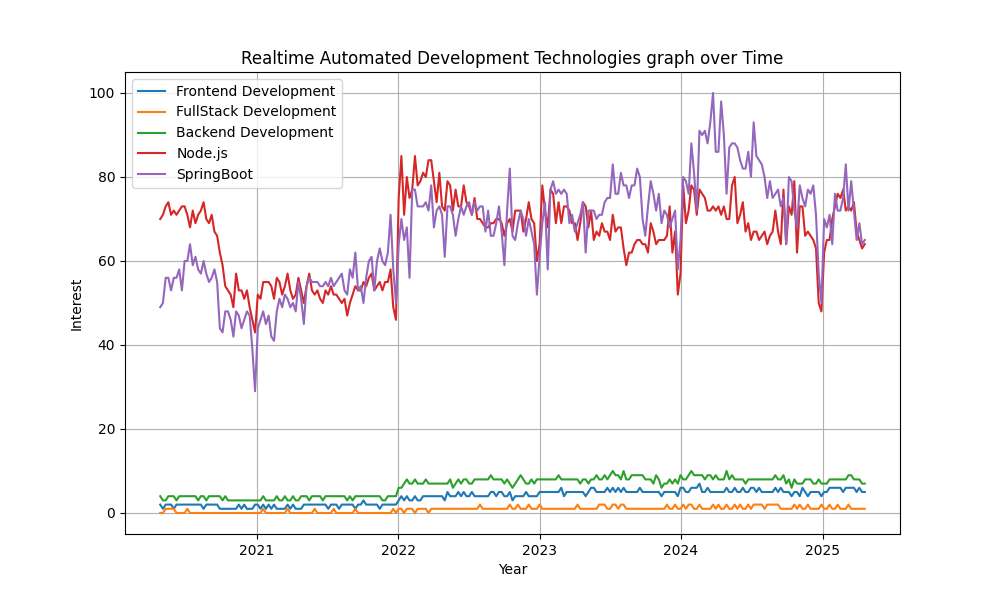 Realtime Automated Development Technologies graph over Time
Frontend Development
FullStack Development
Backend Development
Node.js
SpringBoot
100
80
60
40
20
0
Interest
2021 2022 2023 2024 2025
Year